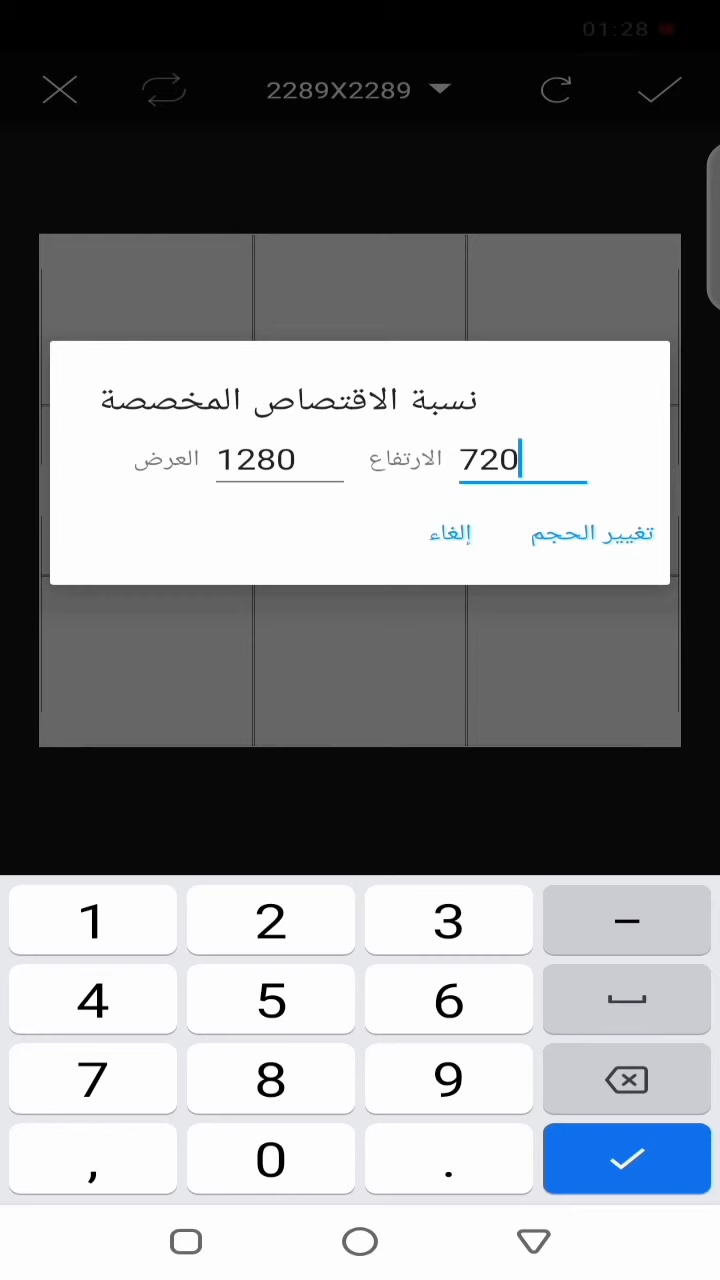 01:28
2289X2289
نسبة الاقتصاص المخصصة
العرض 1280 الارتفاع 720
إلغاء تغيير الحجم
1 2 3 –
4 5 6
7 8 9
, 0 .